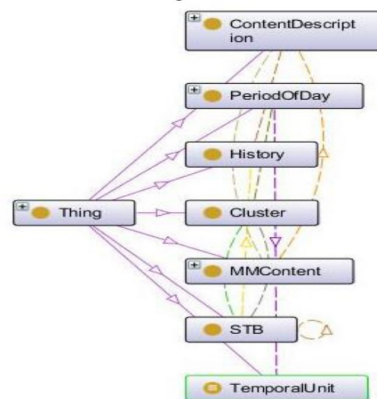 ContentDescript
ion
PeriodOfDay
History
Thing
Cluster
MMContent
STB
TemporalUnit